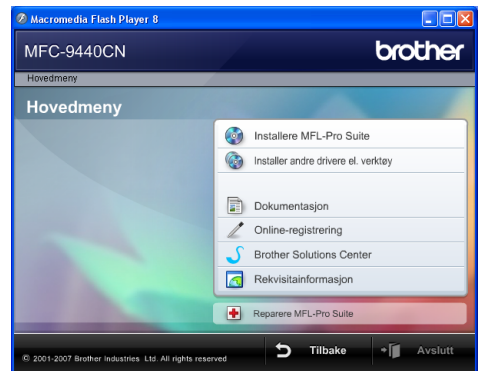 Macromedia Flash Player 8
MFC-9440CN
brother
Hovedmeny
Hovedmeny
Installere MFL-Pro Suite
Installer andre drivere el. verktøy
Dokumentasjon
Online-registrering
Brother Solutions Center
Rekvisitainformasjon
Reparere MFL-Pro Suite
© 2001-2007 Brother Industries Ltd. All rights reserved
Tilbake
Avslutt